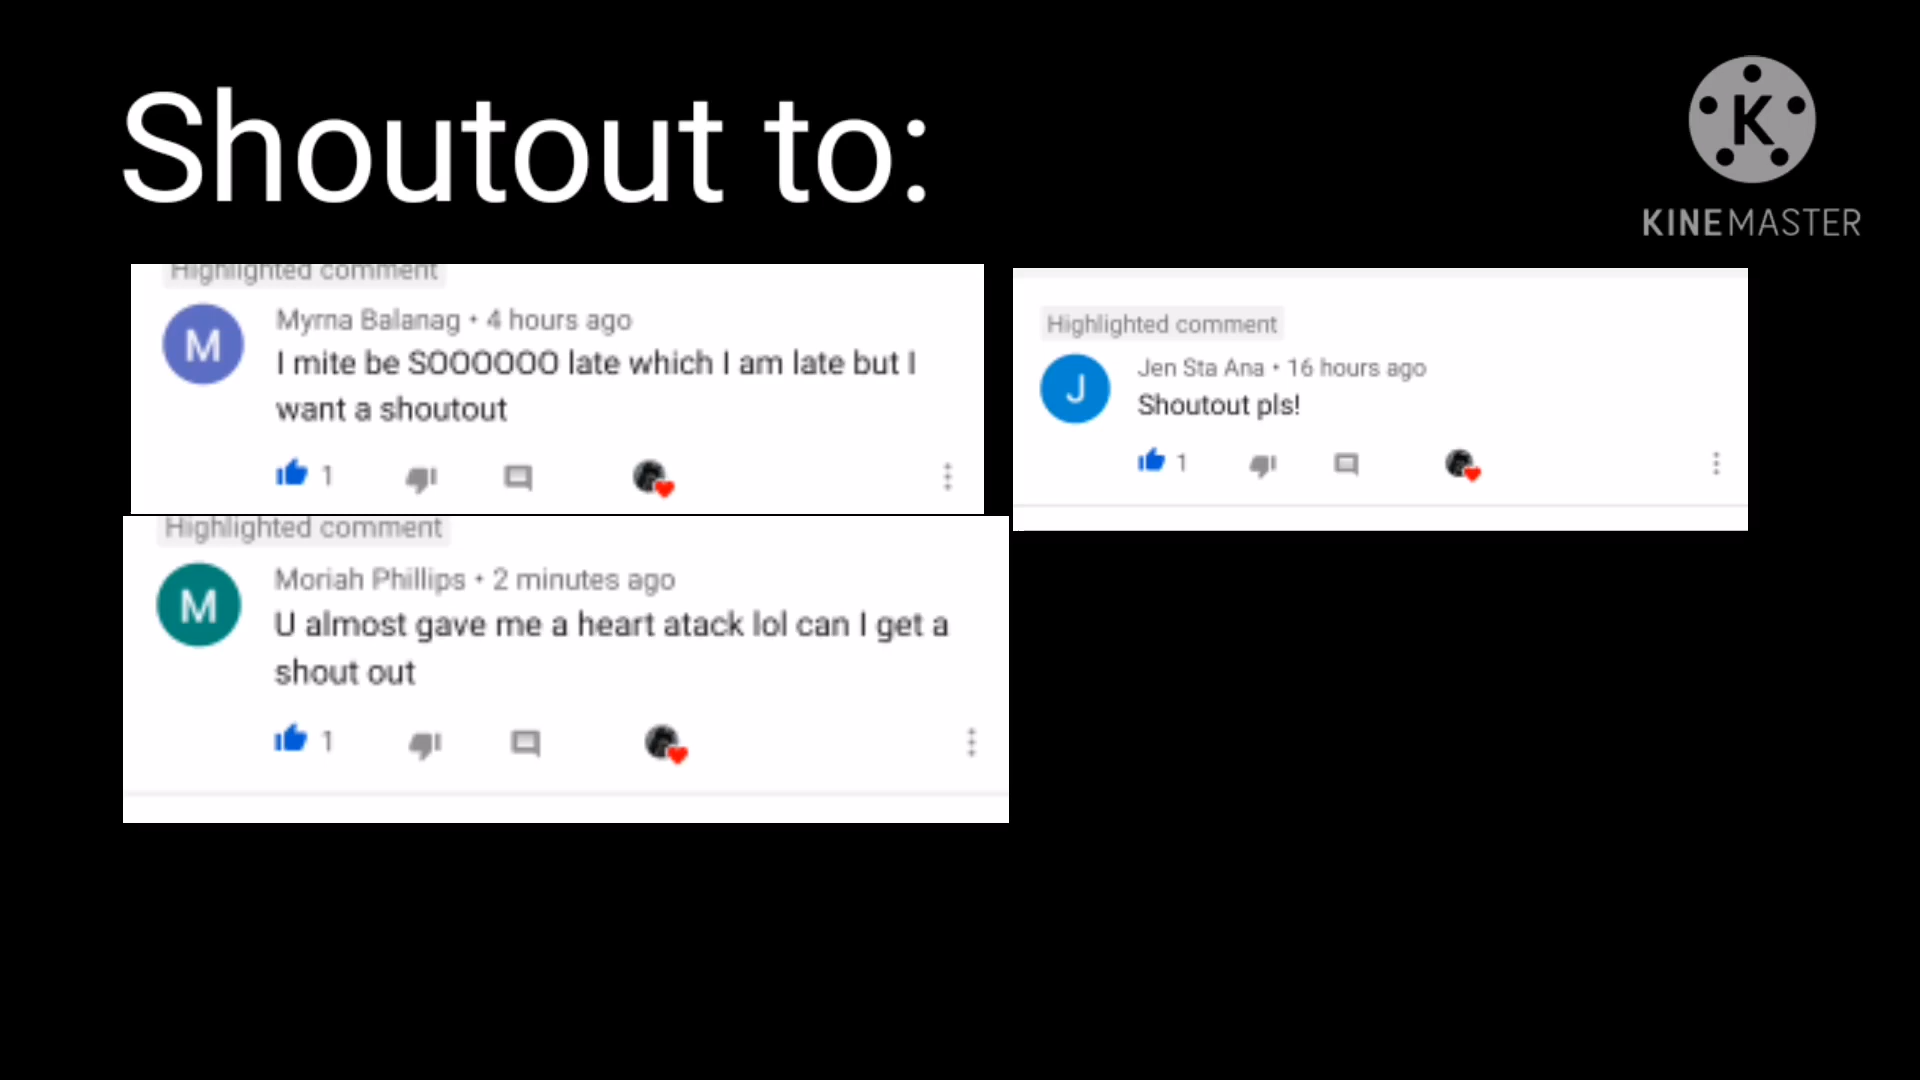 Shoutout to:
K
KINEMASTER
Highlighted comment
M
Myrna Balanag • 4 hours ago
I mite be SOOOOOO late which I am late but I
want a shoutout
1
Highlighted comment
J
Jen Sta Ana • 16 hours ago
Shoutout pls!
1
Highlighted comment
M
Moriah Phillips • 2 minutes ago
U almost gave me a heart atack lol can I get a
shout out
1